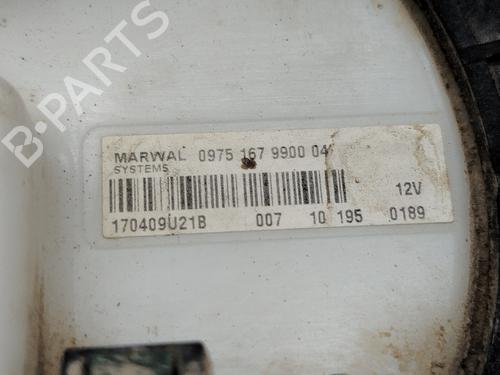 B-PARTS
MARWAL 0975 167 9900 04
SYSTEMS
12V
170409U21B 007 10 195 0189